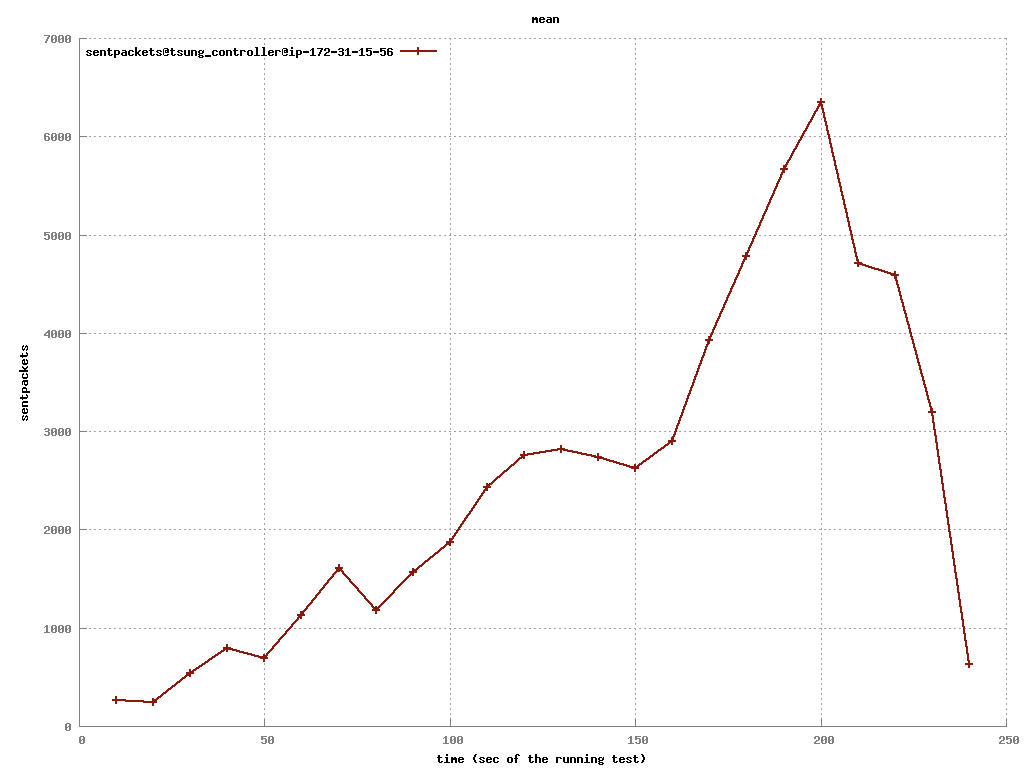 mean
7000
sentpackets@tsung_controller@ip-172-31-15-56
6000
5000
4000
3000
2000
1000
0
sentpackets
0 50 100 150 200 250
time (sec of the running test)